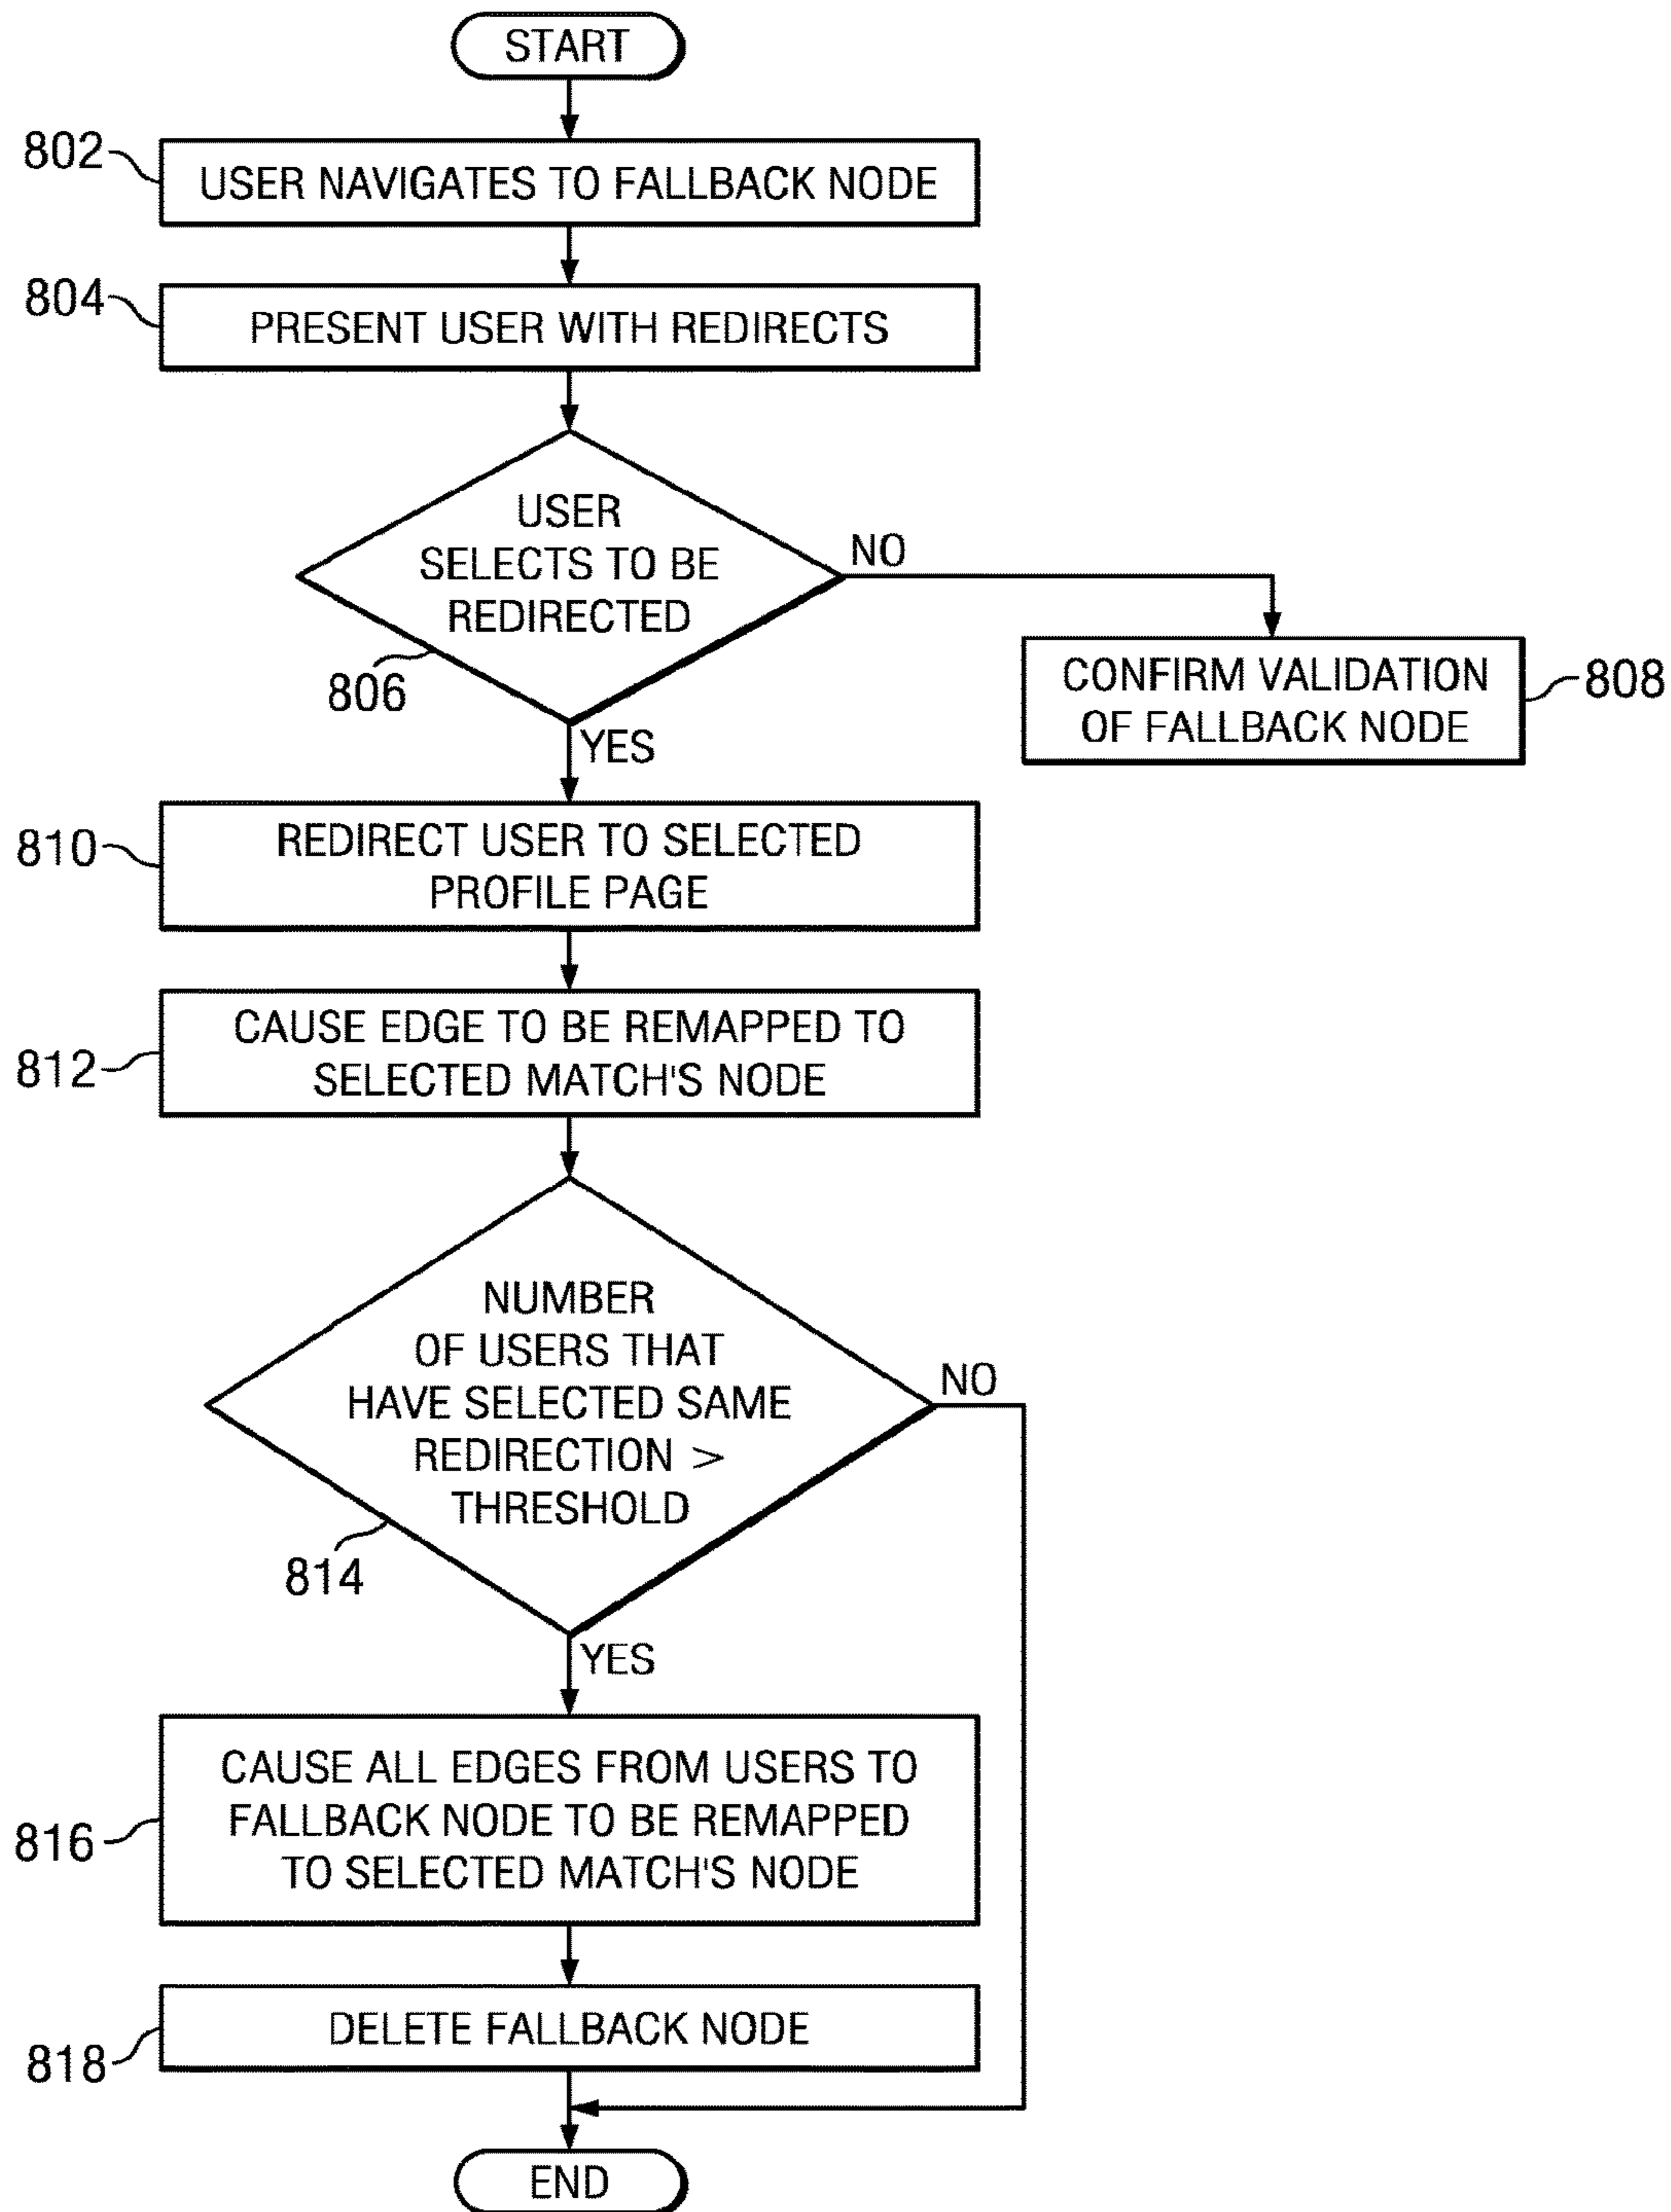 START
802
USER NAVIGATES TO FALLBACK NODE
804
PRESENT USER WITH REDIRECTS
USER
SELECTS TO BE
REDIRECTED
NO
806
CONFIRM VALIDATION
OF FALLBACK NODE
808
YES
810
REDIRECT USER TO SELECTED
PROFILE PAGE
812
CAUSE EDGE TO BE REMAPPED TO
SELECTED MATCH'S NODE
NUMBER
OF USERS THAT
HAVE SELECTED SAME
REDIRECTION >
THRESHOLD
NO
814
YES
816
CAUSE ALL EDGES FROM USERS TO
FALLBACK NODE TO BE REMAPPED
TO SELECTED MATCH'S NODE
818
DELETE FALLBACK NODE
END